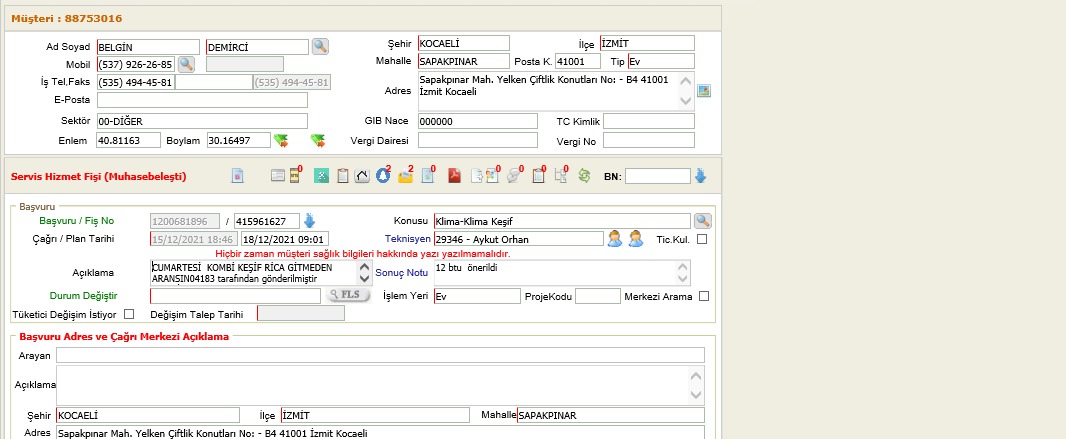 Müşteri : 88753016
Ad Soyad BELGİN DEMİRCİ Şehir KOCAELİ İlçe İZMİT
Mobil (537) 926-26-85 Mahalle SAPAKPINAR Posta K. 41001 Tip Ev
İş Tel,Faks (535) 494-45-81 (535) 494-45-81 Adres Sapakpınar Mah. Yelken Çiftlik Konutları No: - B4 41001
İzmit Kocaeli
E-Posta
Sektör 00-DİĞER GIB Nace 000000 TC Kimlik
Enlem 40.81163 Boylam 30.16497 Vergi Dairesi Vergi No
Servis Hizmet Fişi (Muhasebeleşti) 0 0 2 2 0 0 0 0 0 BN:
Başvuru
Başvuru / Fiş No 1200681896 / 415961627 Konusu Klima-Klima Keşif
Çağrı / Plan Tarihi 15/12/2021 18:46 18/12/2021 09:01 Teknisyen 29346 - Aykut Orhan Tic.Kul.
Hiçbir zaman müşteri sağlık bilgileri hakkında yazı yazılmamalıdır.
Açıklama CUMARTESİ KOMBİ KEŞİF RİCA GİTMEDEN
ARANSIN04183 tarafından gönderilmiştir
Sonuç Notu 12 btu önerildi
Durum Değiştir FLS İşlem Yeri Ev ProjeKodu Merkezi Arama
Tüketici Değişim İstiyor Değişim Talep Tarihi
Başvuru Adres ve Çağrı Merkezi Açıklama
Arayan
Açıklama
Şehir KOCAELİ İlçe İZMİT Mahalle SAPAKPINAR
Adres Sapakpınar Mah. Yelken Çiftlik Konutları No: - B4 41001 İzmit Kocaeli